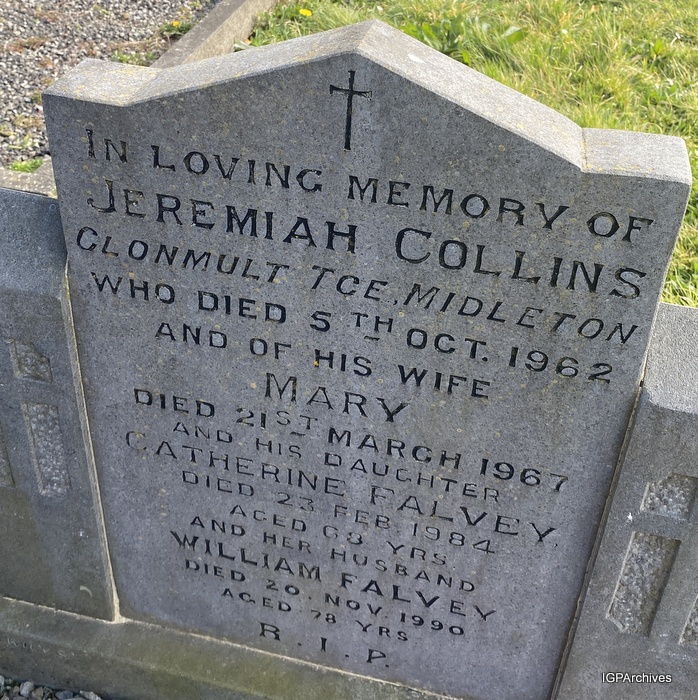 IN LOVING MEMORY OF
JEREMIAH COLLINS
CLONMULT TCE, MIDLETON
WHO DIED 5TH OCT. 1962
AND OF HIS WIFE
MARY
DIED 21ST MARCH 1967
AND HIS DAUGHTER
CATHERINE FALVEY,
DIED 23 FEB 1984
AGED 68 YRS
AND HER HUSBAND
WILLIAM FALVEY
DIED 20. NOV. 1990
AGED 78 YRS
R. I. P.
IGPArchives